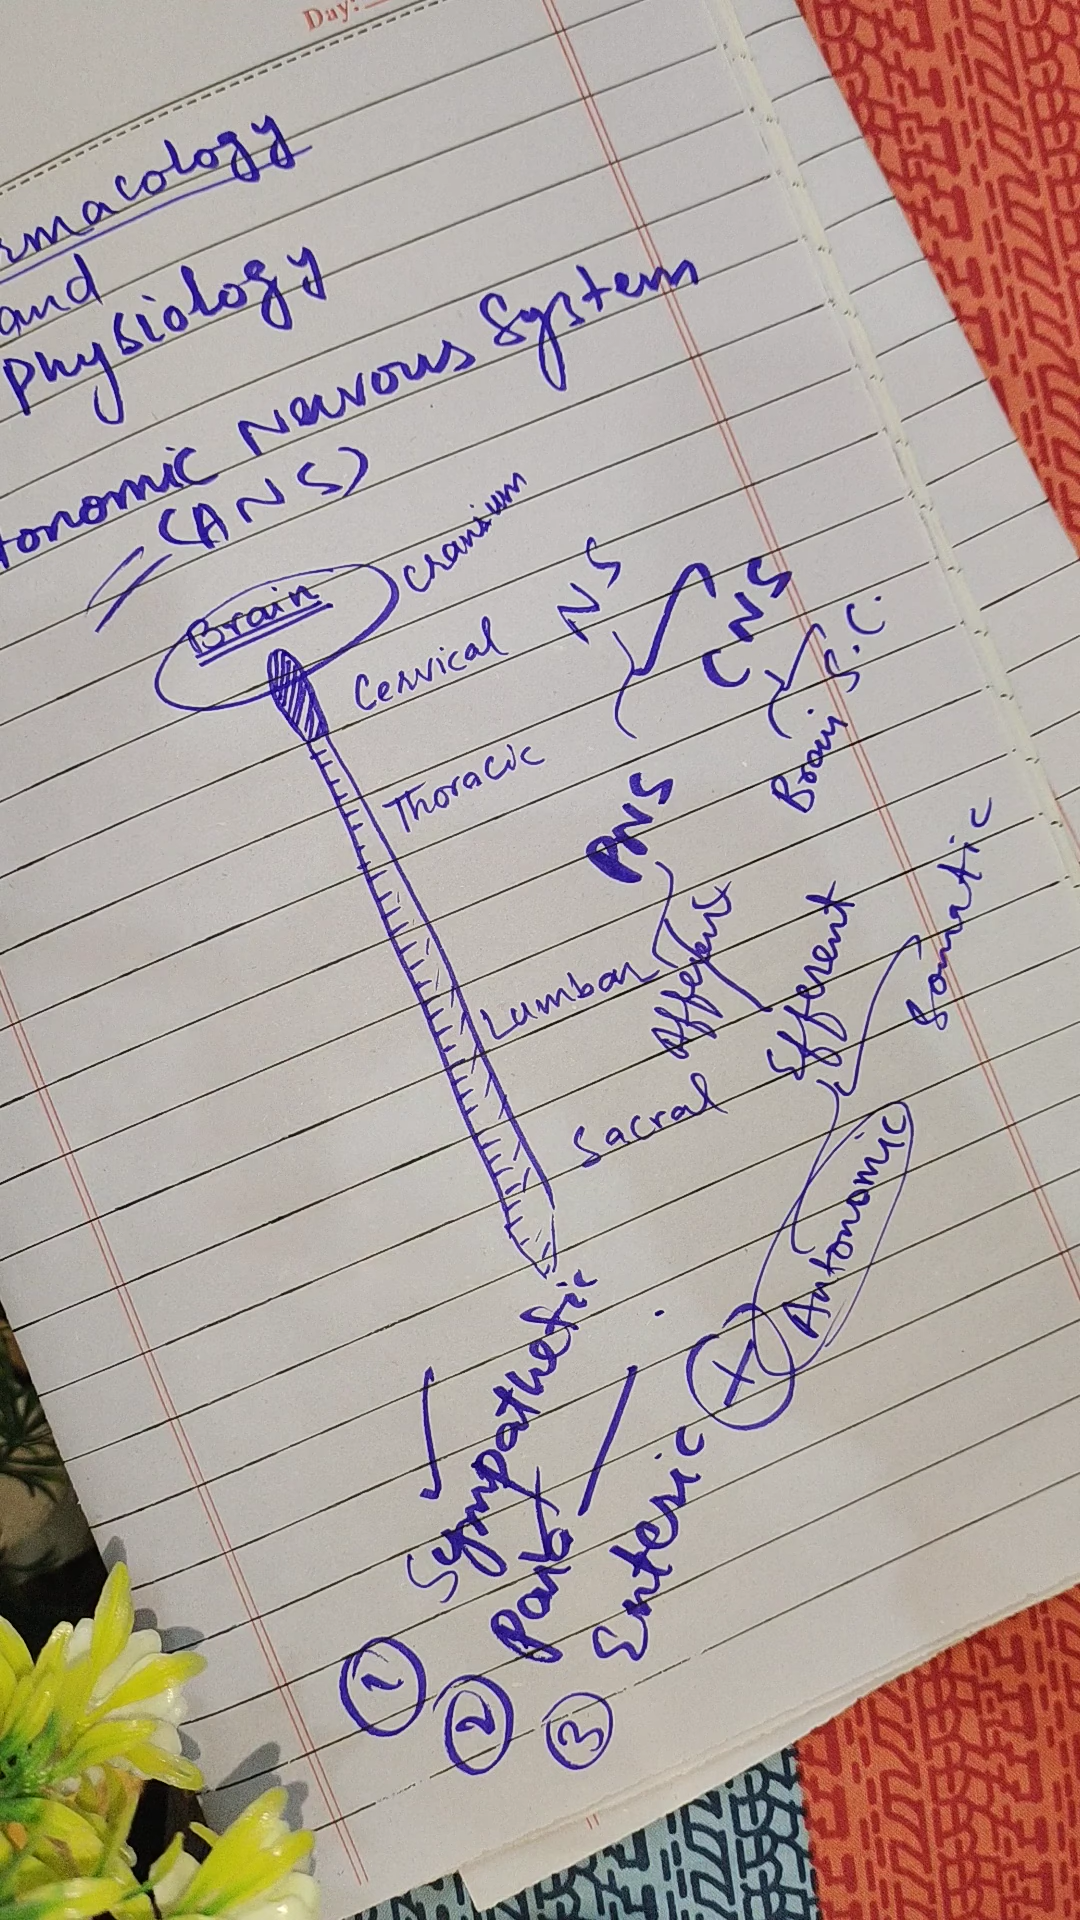 Day:
rmacology
and
Physiology
tonomic Nervous System
(ANS)
Brain
Cranium
Cervical
Thoracic
Lumbar
Sacral
NS
CNS
Brain
S.C.
PNS
Afferent
Efferent
Somatic
Autonomic
1 Sympathetic
2 Para
3 Enteric